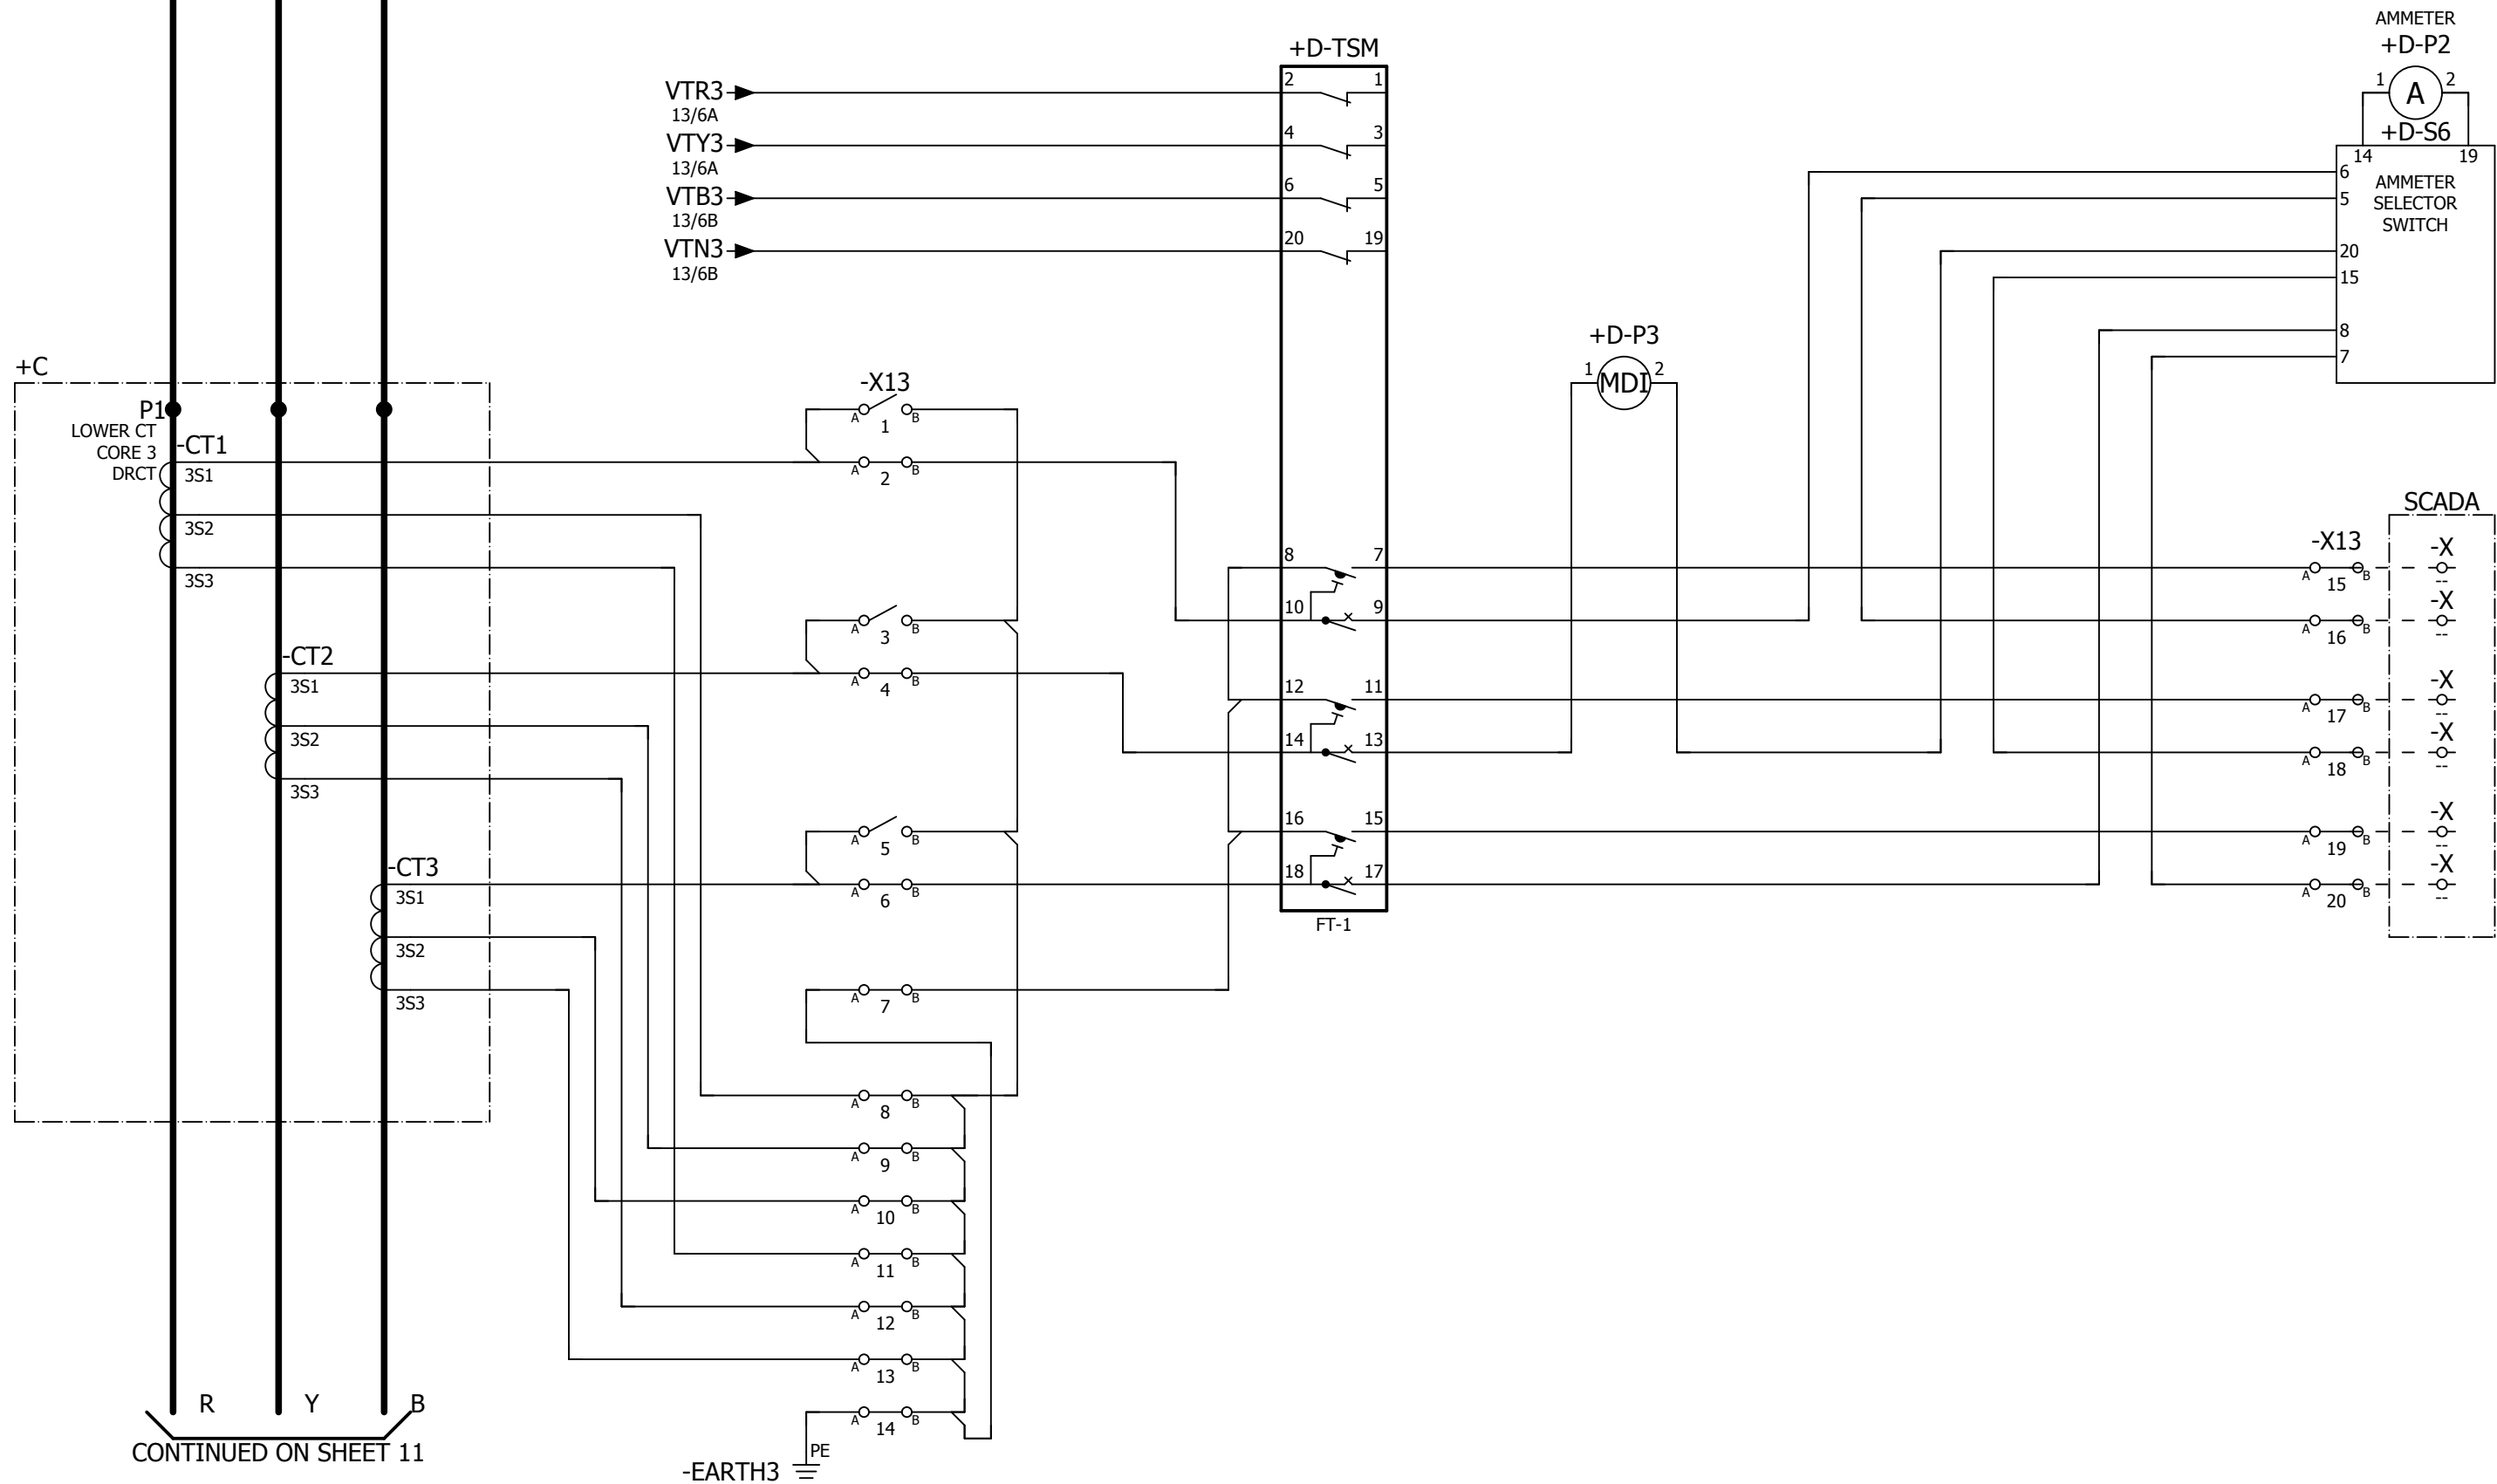 AMMETER
+D-P2
1 A 2
+D-S6
14 19
6
5
20
15
8
7
AMMETER
SELECTOR
SWITCH
+D-TSM
VTR3
13/6A
VTY3
13/6A
VTB3
13/6B
VTN3
13/6B
2 1
4 3
6 5
20 19
8 7
10 9
12 11
14 13
16 15
18 17
FT-1
+D-P3
1 MDI 2
+C
P1
LOWER CT
CORE 3
DRCT
-CT1
3S1
3S2
3S3
-CT2
3S1
3S2
3S3
-CT3
3S1
3S2
3S3
-X13
A 1 B
A 2 B
A 3 B
A 4 B
A 5 B
A 6 B
A 7 B
A 8 B
A 9 B
A 10 B
A 11 B
A 12 B
A 13 B
A 14 B
PE
-EARTH3
SCADA
-X13
A 15 B
A 16 B
A 17 B
A 18 B
A 19 B
A 20 B
-X
--
-X
--
-X
--
-X
--
-X
--
-X
--
R Y B
CONTINUED ON SHEET 11